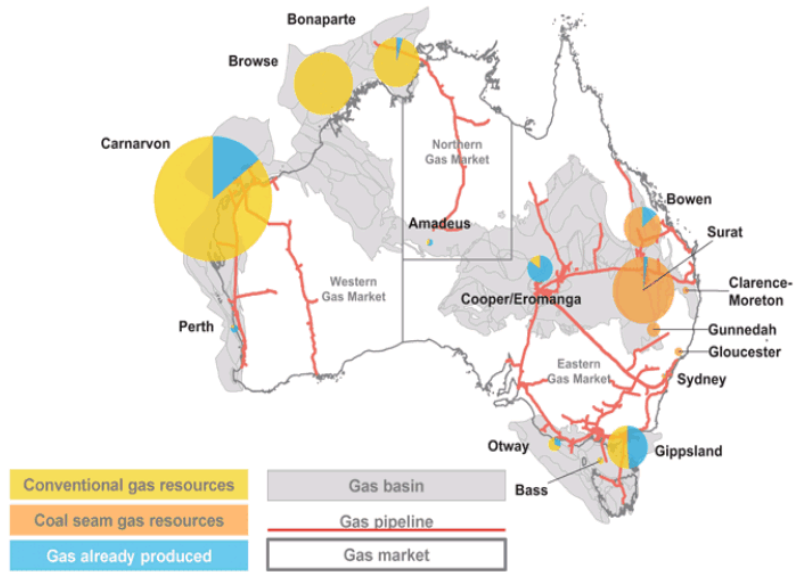 Bonaparte
Browse
Carnarvon
Northern
Gas Market
Bowen
Surat
Amadeus
Western
Gas Market
Cooper/Eromanga
Clarence-
Moreton
Perth
Gunnedah
Gloucester
Eastern
Gas Market
Sydney
Otway
Gippsland
Bass
Conventional gas resources
Gas basin
Coal seam gas resources
Gas pipeline
Gas already produced
Gas market